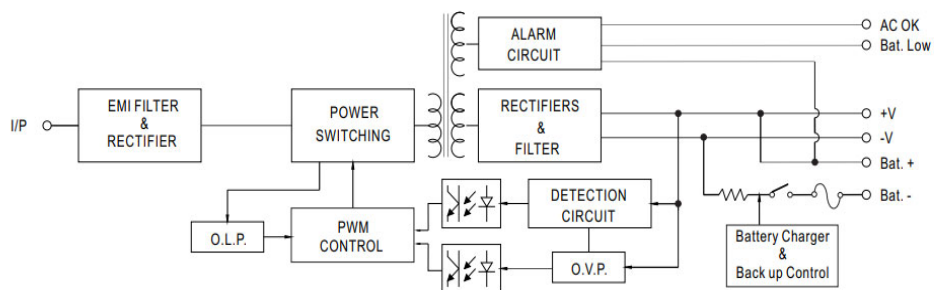 I/P
EMI FILTER
&
RECTIFIER
POWER
SWITCHING
ALARM
CIRCUIT
RECTIFIERS
&
FILTER
AC OK
Bat. Low
+V
-V
Bat. +
Bat. -
O.L.P.
PWM
CONTROL
DETECTION
CIRCUIT
O.V.P.
Battery Charger
&
Back up Control